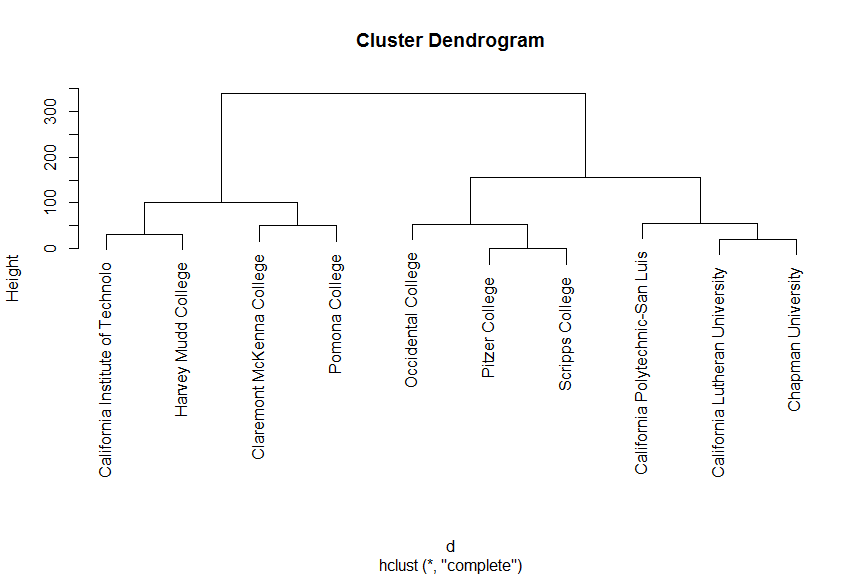 Cluster Dendrogram
Height
300
200
100
0
California Institute of Technolo
Harvey Mudd College
Claremont McKenna College
Pomona College
Occidental College
Pitzer College
Scripps College
California Polytechnic-San Luis
California Lutheran University
Chapman University
d
hclust (*, "complete")